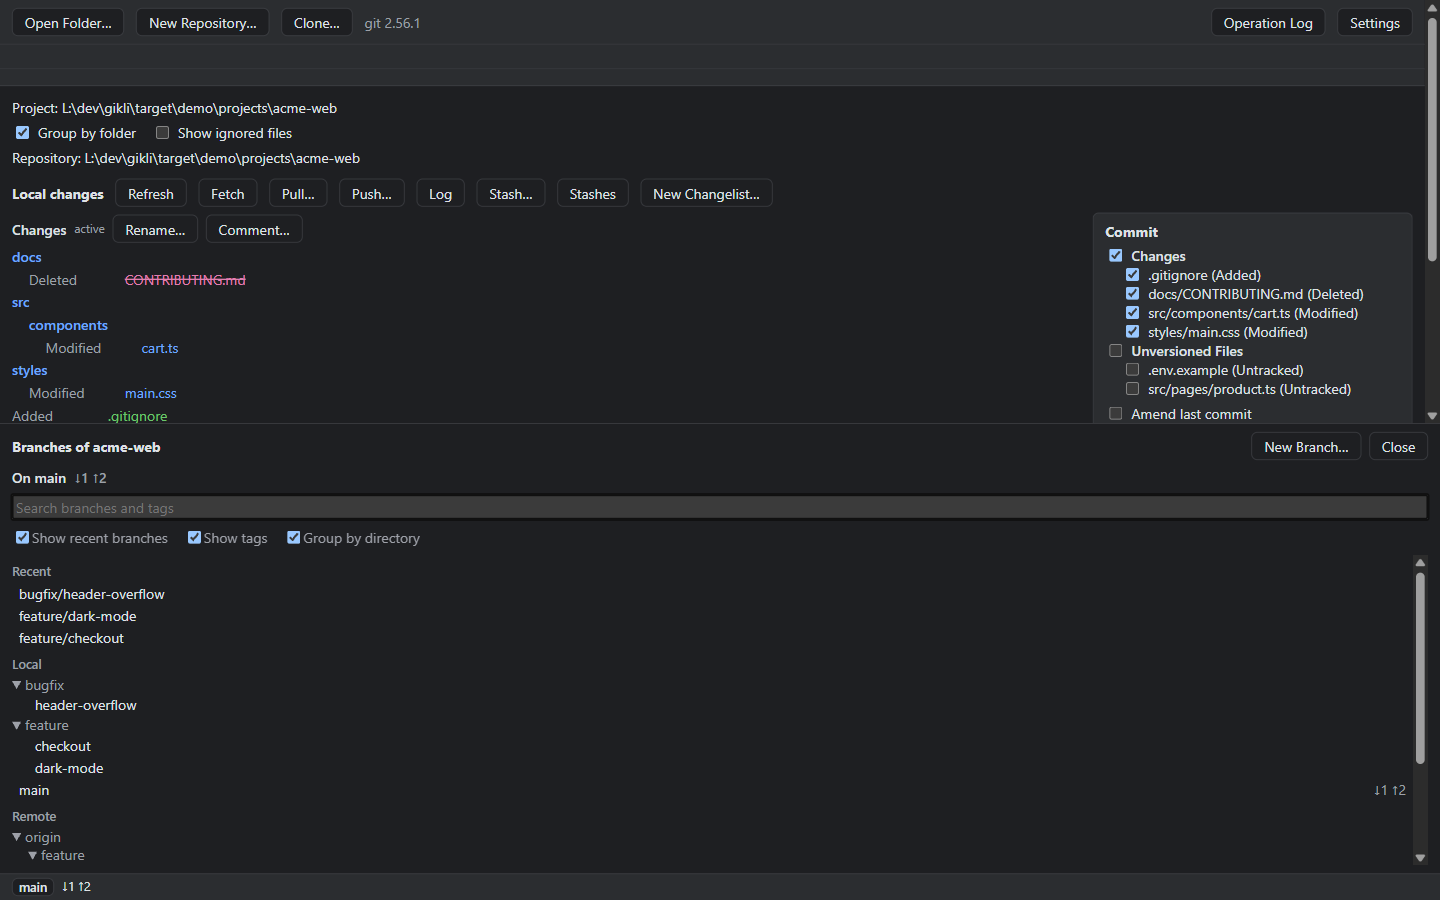 Open Folder... New Repository... Clone... git 2.56.1 Operation Log Settings
Project: L:\dev\gikli\target\demo\projects\acme-web
Group by folder Show ignored files
Repository: L:\dev\gikli\target\demo\projects\acme-web
Local changes Refresh Fetch Pull... Push... Log Stash... Stashes New Changelist...
Changes active Rename... Comment...
docs
Deleted CONTRIBUTING.md
src
components
Modified cart.ts
styles
Modified main.css
Added .gitignore
Commit
Changes
.gitignore (Added)
docs/CONTRIBUTING.md (Deleted)
src/components/cart.ts (Modified)
styles/main.css (Modified)
Unversioned Files
.env.example (Untracked)
src/pages/product.ts (Untracked)
Amend last commit
Branches of acme-web New Branch... Close
On main ↓1 ↑2
Search branches and tags
Show recent branches Show tags Group by directory
Recent
bugfix/header-overflow
feature/dark-mode
feature/checkout
Local
bugfix
header-overflow
feature
checkout
dark-mode
main ↓1 ↑2
Remote
origin
feature
main ↓1 ↑2